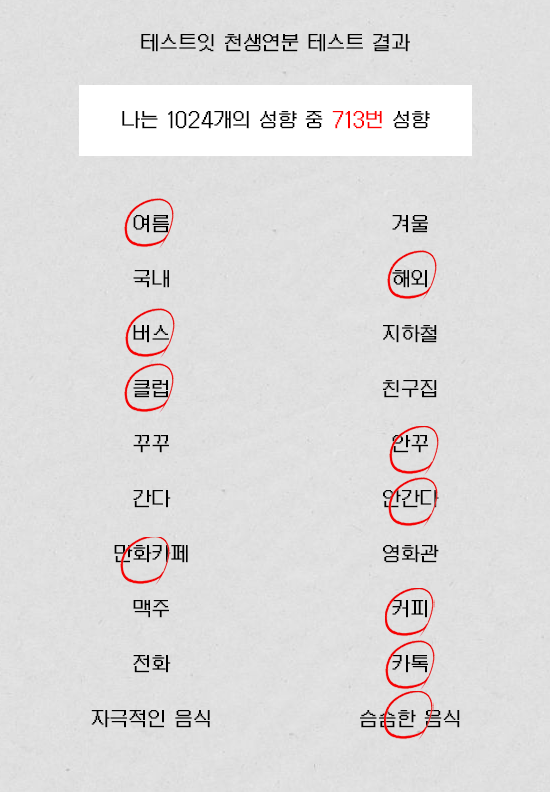 테스트잇 천생연분 테스트 결과
나는 1024개의 성향 중 713번 성향
여름 겨울
국내 해외
버스 지하철
클럽 친구집
꾸꾸 안꾸
간다 안간다
만화카페 영화관
맥주 커피
전화 카톡
자극적인 음식 슴슴한 음식